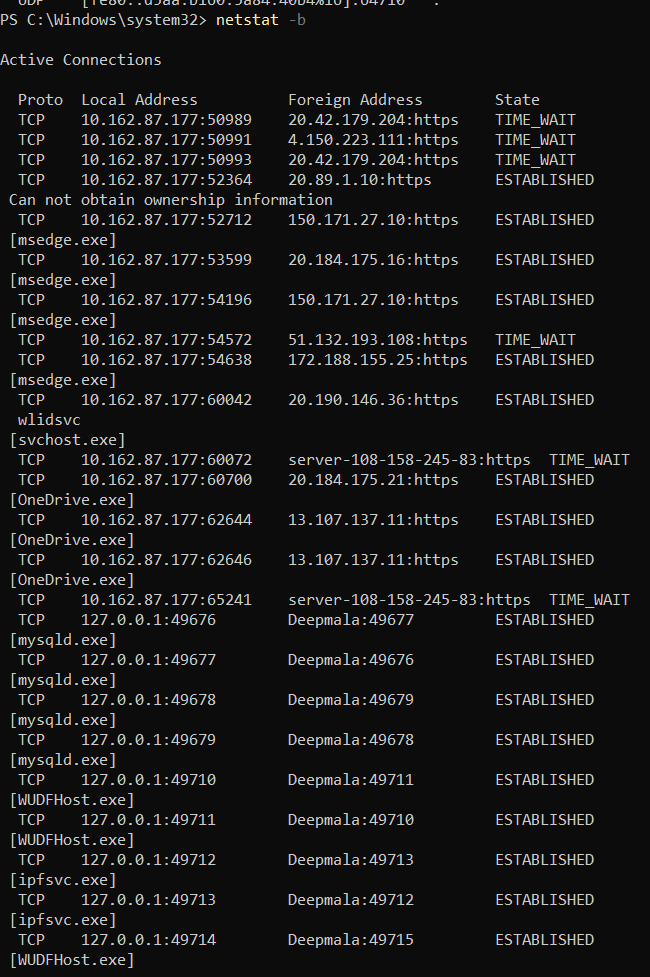 PS C:\Windows\system32> netstat -b
Active Connections
Proto Local Address Foreign Address State
TCP 10.162.87.177:50989 20.42.179.204:https TIME_WAIT
TCP 10.162.87.177:50991 4.150.223.111:https TIME_WAIT
TCP 10.162.87.177:50993 20.42.179.204:https TIME_WAIT
TCP 10.162.87.177:52364 20.89.1.10:https ESTABLISHED
Can not obtain ownership information
TCP 10.162.87.177:52712 150.171.27.10:https ESTABLISHED
[msedge.exe]
TCP 10.162.87.177:53599 20.184.175.16:https ESTABLISHED
[msedge.exe]
TCP 10.162.87.177:54196 150.171.27.10:https ESTABLISHED
[msedge.exe]
TCP 10.162.87.177:54572 51.132.193.108:https TIME_WAIT
TCP 10.162.87.177:54638 172.188.155.25:https ESTABLISHED
[msedge.exe]
TCP 10.162.87.177:60042 20.190.146.36:https ESTABLISHED
wlidsvc
[svchost.exe]
TCP 10.162.87.177:60072 server-108-158-245-83:https TIME_WAIT
TCP 10.162.87.177:60700 20.184.175.21:https ESTABLISHED
[OneDrive.exe]
TCP 10.162.87.177:62644 13.107.137.11:https ESTABLISHED
[OneDrive.exe]
TCP 10.162.87.177:62646 13.107.137.11:https ESTABLISHED
[OneDrive.exe]
TCP 10.162.87.177:65241 server-108-158-245-83:https TIME_WAIT
TCP 127.0.0.1:49676 Deepmala:49677 ESTABLISHED
[mysqld.exe]
TCP 127.0.0.1:49677 Deepmala:49676 ESTABLISHED
[mysqld.exe]
TCP 127.0.0.1:49678 Deepmala:49679 ESTABLISHED
[mysqld.exe]
TCP 127.0.0.1:49679 Deepmala:49678 ESTABLISHED
[mysqld.exe]
TCP 127.0.0.1:49710 Deepmala:49711 ESTABLISHED
[WUDFHost.exe]
TCP 127.0.0.1:49711 Deepmala:49710 ESTABLISHED
[WUDFHost.exe]
TCP 127.0.0.1:49712 Deepmala:49713 ESTABLISHED
[ipfsvc.exe]
TCP 127.0.0.1:49713 Deepmala:49712 ESTABLISHED
[ipfsvc.exe]
TCP 127.0.0.1:49714 Deepmala:49715 ESTABLISHED
[WUDFHost.exe]